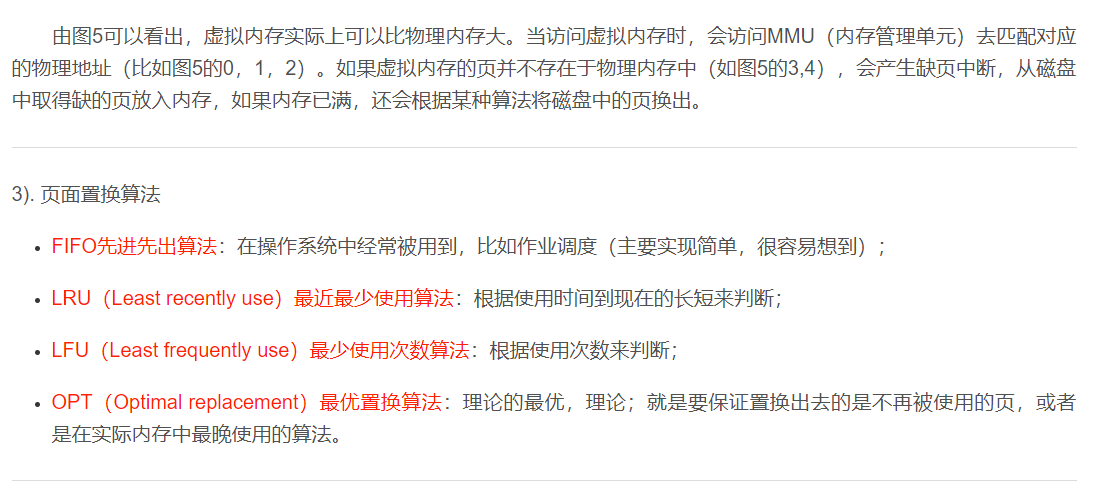 由图5可以看出，虚拟内存实际上可以比物理内存大。当访问虚拟内存时，会访问MMU（内存管理单元）去匹配对应
的物理地址（比如图5的0，1，2）。如果虚拟内存的页并不存在于物理内存中（如图5的3,4），会产生缺页中断，从磁盘
中取得缺的页放入内存，如果内存已满，还会根据某种算法将磁盘中的页换出。
3). 页面置换算法
• FIFO先进先出算法：在操作系统中经常被用到，比如作业调度（主要实现简单，很容易想到）；
• LRU（Least recently use）最近最少使用算法：根据使用时间到现在的长短来判断；
• LFU（Least frequently use）最少使用次数算法：根据使用次数来判断；
• OPT（Optimal replacement）最优置换算法：理论的最优，理论；就是要保证置换出去的是不再被使用的页，或者
是在实际内存中最晚使用的算法。